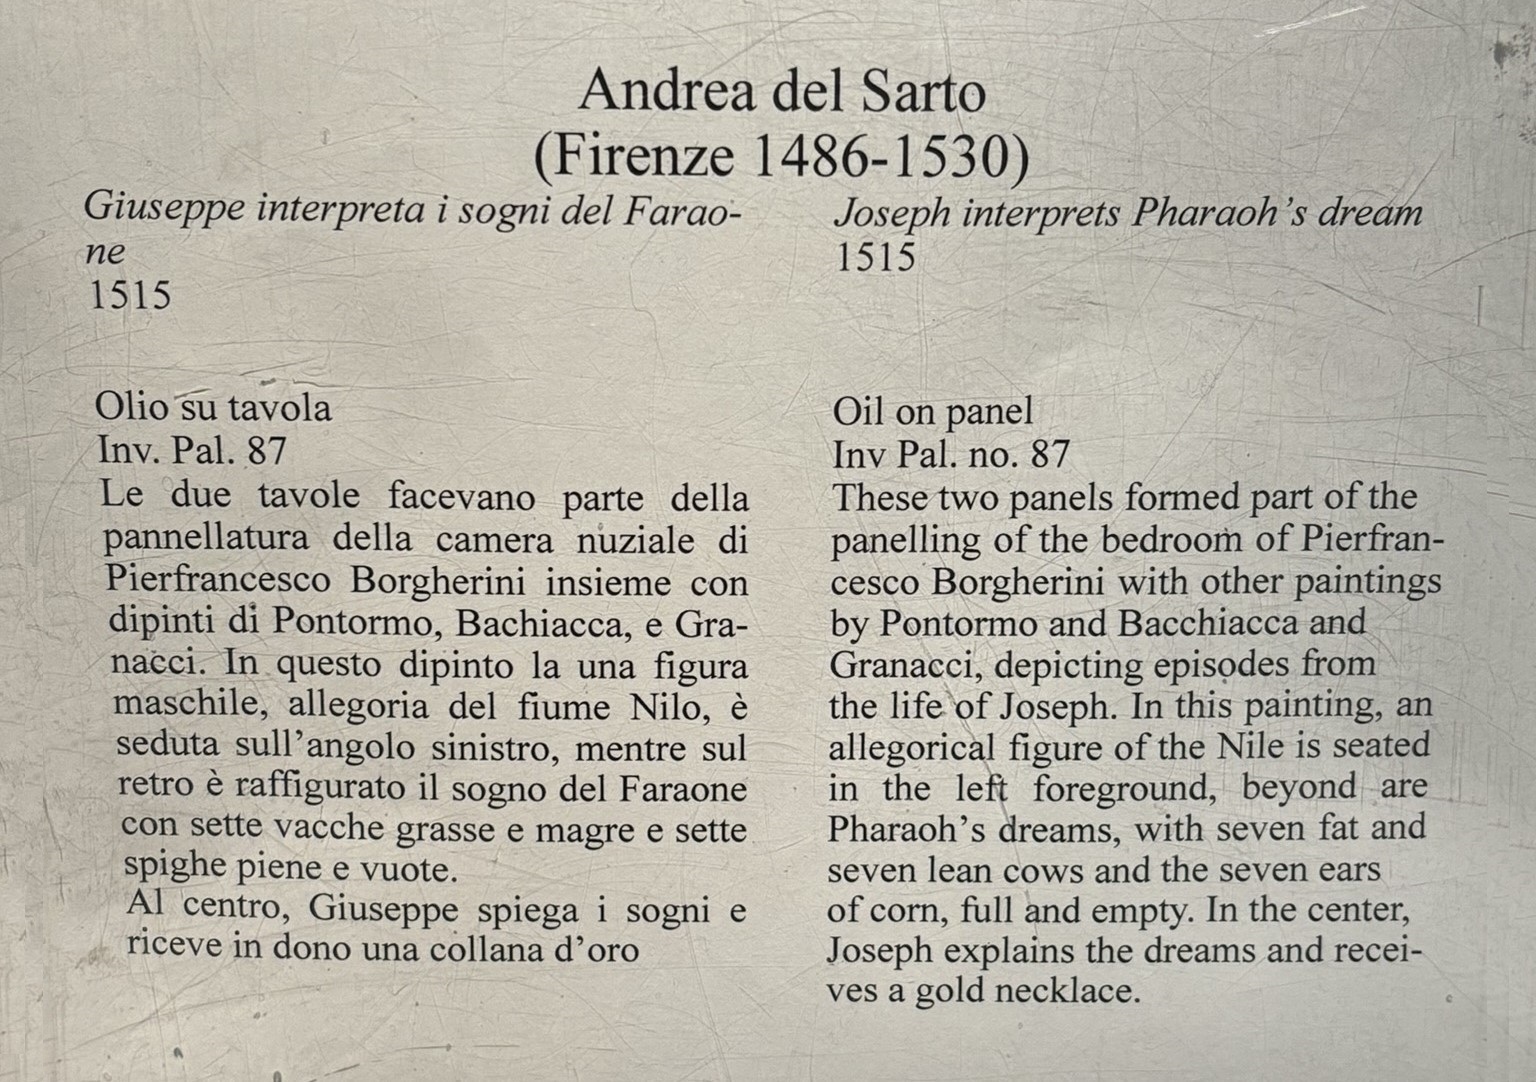 Andrea del Sarto
(Firenze 1486-1530)
Giuseppe interpreta i sogni del Farao-
ne
1515
Olio su tavola
Inv. Pal. 87
Le due tavole facevano parte della
pannellatura della camera nuziale di
Pierfrancesco Borgherini insieme con
dipinti di Pontormo, Bachiacca, e Gra-
nacci. In questo dipinto la una figura
maschile, allegoria del fiume Nilo, è
seduta sull’angolo sinistro, mentre sul
retro è raffigurato il sogno del Faraone
con sette vacche grasse e magre e sette
spighe piene e vuote.
Al centro, Giuseppe spiega i sogni e
riceve in dono una collana d’oro
Joseph interprets Pharaoh’s dream
1515
Oil on panel
Inv Pal. no. 87
These two panels formed part of the
panelling of the bedroom of Pierfran-
cesco Borgherini with other paintings
by Pontormo and Bacchiacca and
Granacci, depicting episodes from
the life of Joseph. In this painting, an
allegorical figure of the Nile is seated
in the left foreground, beyond are
Pharaoh’s dreams, with seven fat and
seven lean cows and the seven ears
of corn, full and empty. In the center,
Joseph explains the dreams and recei-
ves a gold necklace.